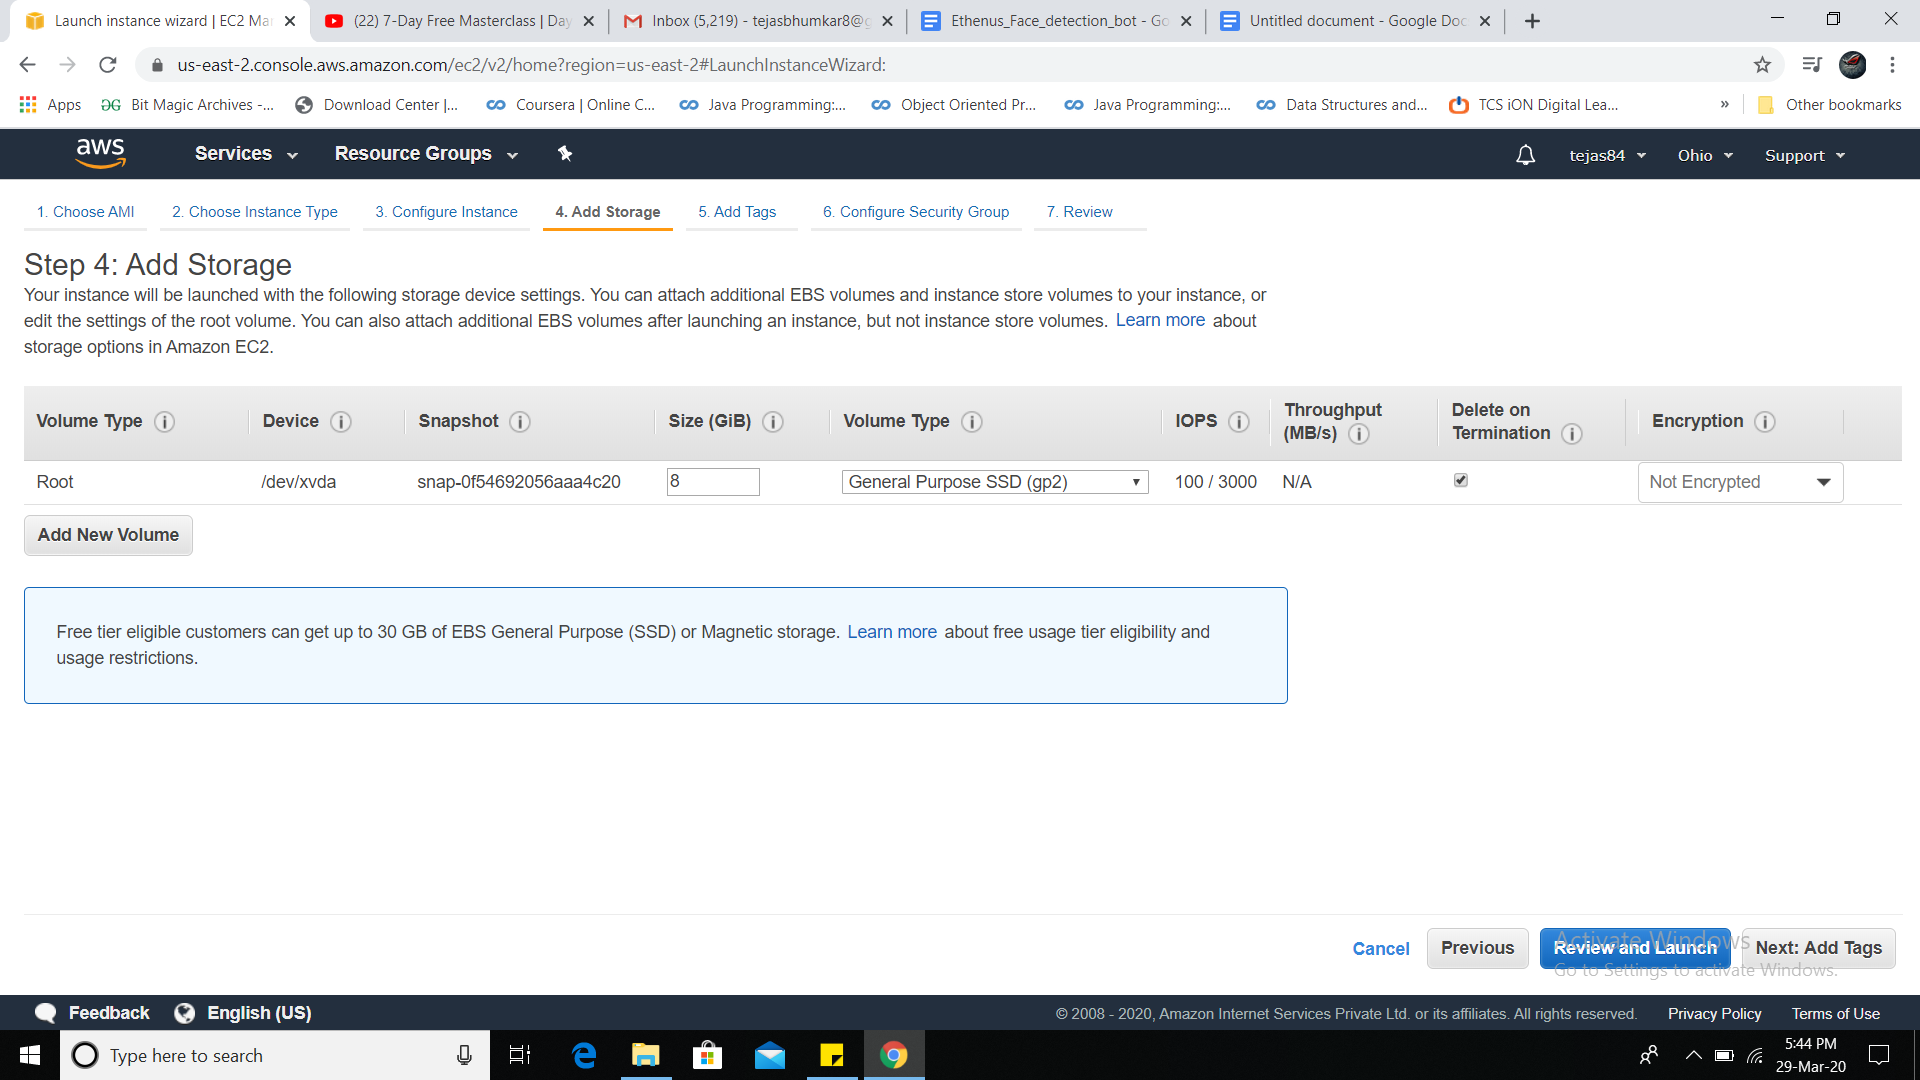 Launch instance wizard | EC2 Mar
(22) 7-Day Free Masterclass | Day
Inbox (5,219) - tejasbhumkar8@g
Ethenus_Face_detection_bot - Go
Untitled document - Google Doc
us-east-2.console.aws.amazon.com/ec2/v2/home?region=us-east-2#LaunchInstanceWizard:
Apps
Bit Magic Archives -...
Download Center |...
Coursera | Online C...
Java Programming:...
Object Oriented Pr...
Java Programming:...
Data Structures and...
TCS iON Digital Lea...
»
Other bookmarks
aws
Services
Resource Groups
tejas84
Ohio
Support
1. Choose AMI
2. Choose Instance Type
3. Configure Instance
4. Add Storage
5. Add Tags
6. Configure Security Group
7. Review
Step 4: Add Storage
Your instance will be launched with the following storage device settings. You can attach additional EBS volumes and instance store volumes to your instance, or
edit the settings of the root volume. You can also attach additional EBS volumes after launching an instance, but not instance store volumes. Learn more about
storage options in Amazon EC2.
Volume Type
Device
Snapshot
Size (GiB)
Volume Type
IOPS
Throughput
(MB/s)
Delete on
Termination
Encryption
Root
/dev/xvda
snap-0f54692056aaa4c20
8
General Purpose SSD (gp2)
100 / 3000
N/A
Not Encrypted
Add New Volume
Free tier eligible customers can get up to 30 GB of EBS General Purpose (SSD) or Magnetic storage. Learn more about free usage tier eligibility and
usage restrictions.
Cancel
Previous
Review and Launch
Next: Add Tags
Activate Windows
Go to Settings to activate Windows.
Feedback
English (US)
© 2008 - 2020, Amazon Internet Services Private Ltd. or its affiliates. All rights reserved.
Privacy Policy
Terms of Use
Type here to search
5:44 PM
29-Mar-20